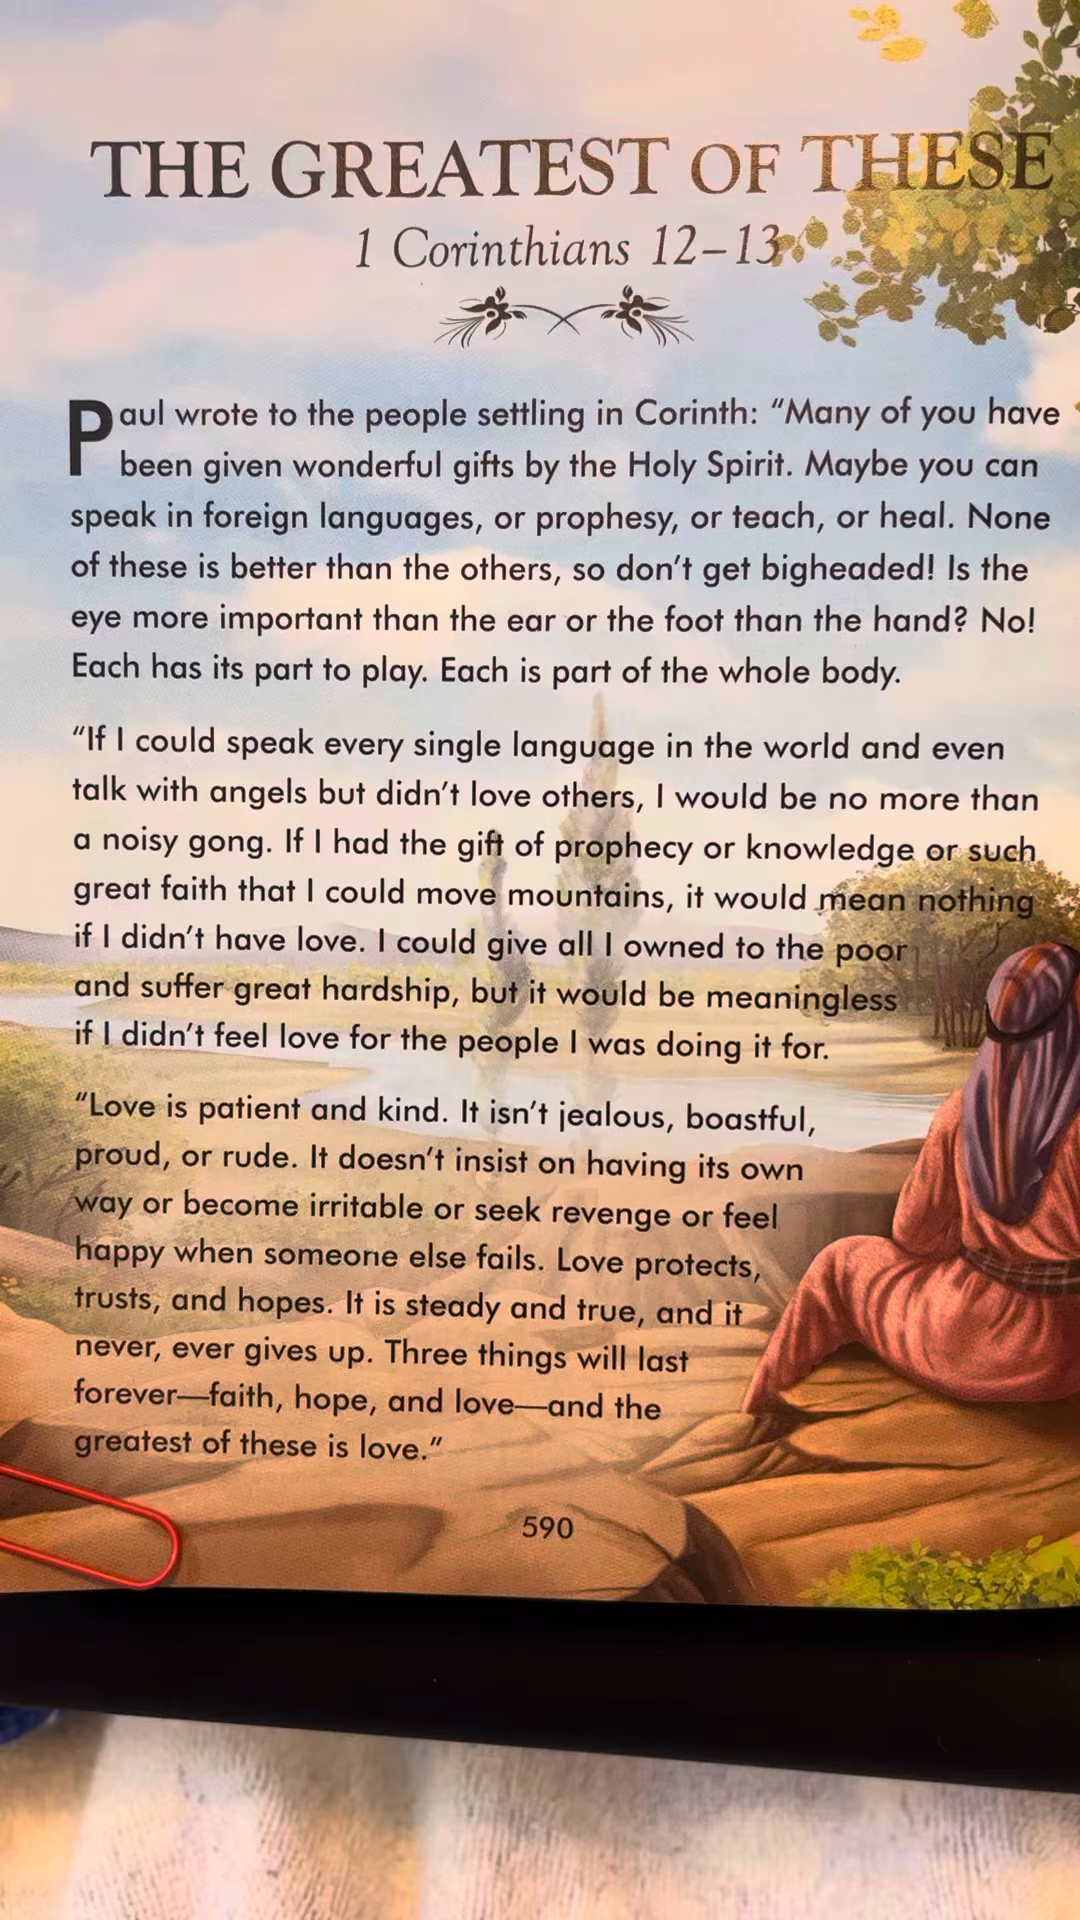 THE GREATEST OF THESE
1 Corinthians 12–13
Paul wrote to the people settling in Corinth: “Many of you have
been given wonderful gifts by the Holy Spirit. Maybe you can
speak in foreign languages, or prophesy, or teach, or heal. None
of these is better than the others, so don’t get bigheaded! Is the
eye more important than the ear or the foot than the hand? No!
Each has its part to play. Each is part of the whole body.
“If I could speak every single language in the world and even
talk with angels but didn’t love others, I would be no more than
a noisy gong. If I had the gift of prophecy or knowledge or such
great faith that I could move mountains, it would mean nothing
if I didn’t have love. I could give all I owned to the poor
and suffer great hardship, but it would be meaningless
if I didn’t feel love for the people I was doing it for.
“Love is patient and kind. It isn’t jealous, boastful,
proud, or rude. It doesn’t insist on having its own
way or become irritable or seek revenge or feel
happy when someone else fails. Love protects,
trusts, and hopes. It is steady and true, and it
never, ever gives up. Three things will last
forever—faith, hope, and love—and the
greatest of these is love.”
590